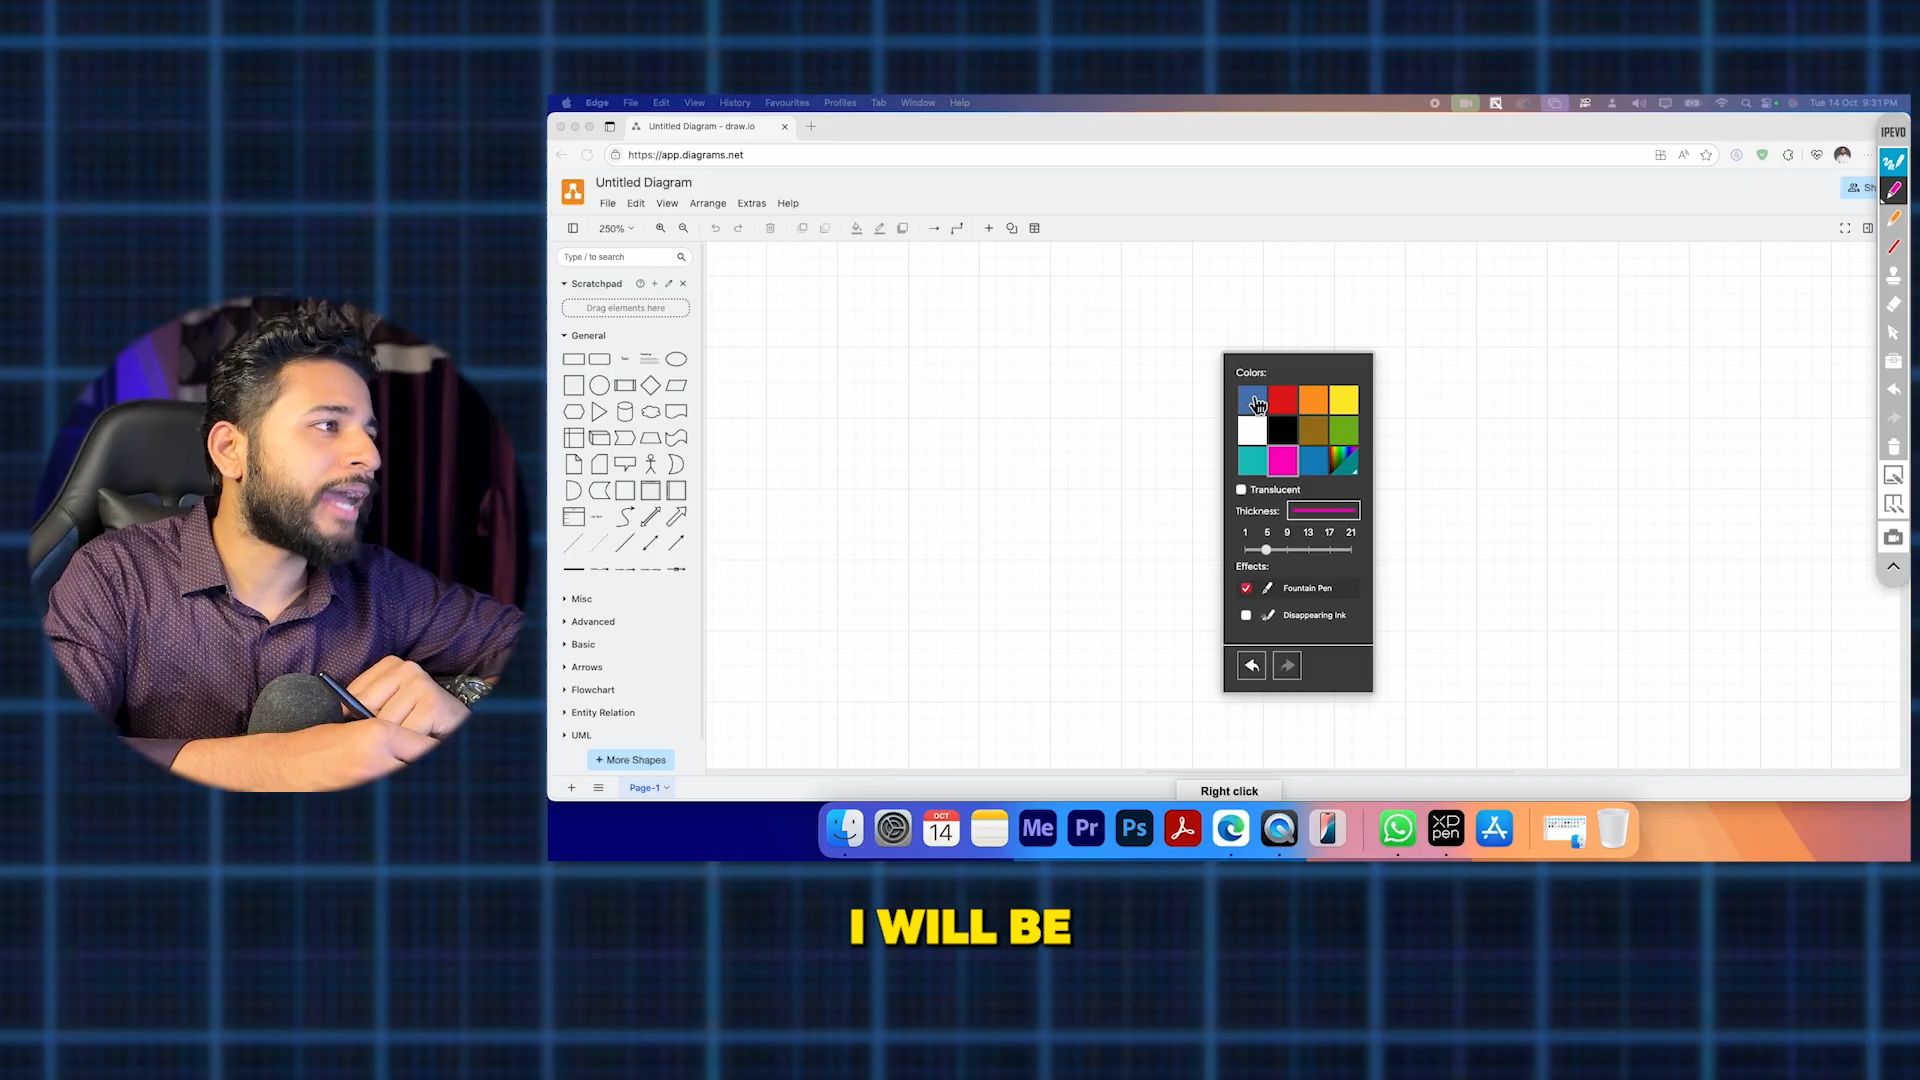 Edge File Edit View History Favourites Profiles Tab Window Help
Tue 14 Oct 9:31 PM
Untitled Diagram - draw.io
https://app.diagrams.net
Untitled Diagram
File Edit View Arrange Extras Help
Sh
250%
Type / to search
Scratchpad
Drag elements here
General
Misc
Advanced
Basic
Arrows
Flowchart
Entity Relation
UML
+ More Shapes
Page-1
IPEVO
Colors:
Translucent
Thickness:
1 5 9 13 17 21
Effects:
Fountain Pen
Disappearing Ink
Right click
OCT
14
Me
Pr
Ps
XP
pen
I WILL BE